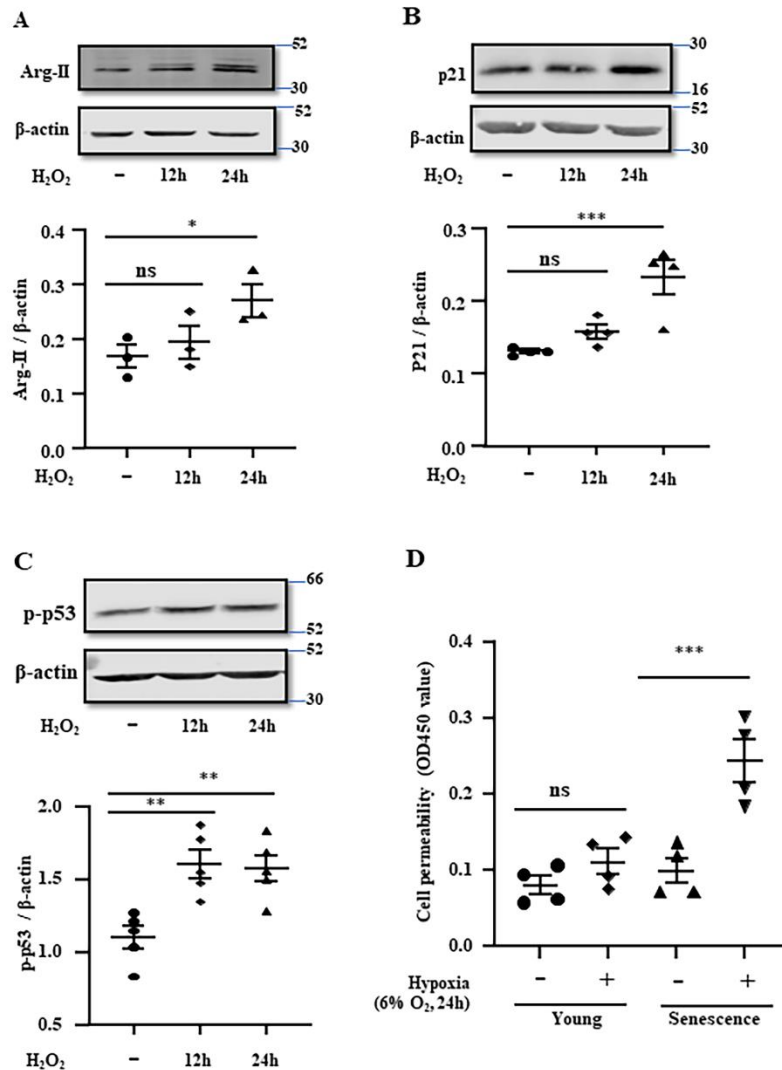 A
Arg-II
52
30
β-actin
52
30
H₂O₂ – 12h 24h
*
ns
Arg-II / β-actin
0.4
0.3
0.2
0.1
0.0
H₂O₂ – 12h 24h
B
p21
30
16
β-actin
52
30
H₂O₂ – 12h 24h
***
ns
P21 / β-actin
0.3
0.2
0.1
0.0
H₂O₂ – 12h 24h
C
p-p53
66
52
β-actin
52
30
H₂O₂ – 12h 24h
**
**
p-p53 / β-actin
2.0
1.5
1.0
0.5
H₂O₂ – 12h 24h
D
***
ns
Cell permeability (OD450 value)
0.4
0.3
0.2
0.1
0.0
Hypoxia – + – +
(6% O₂, 24h)
Young Senescence